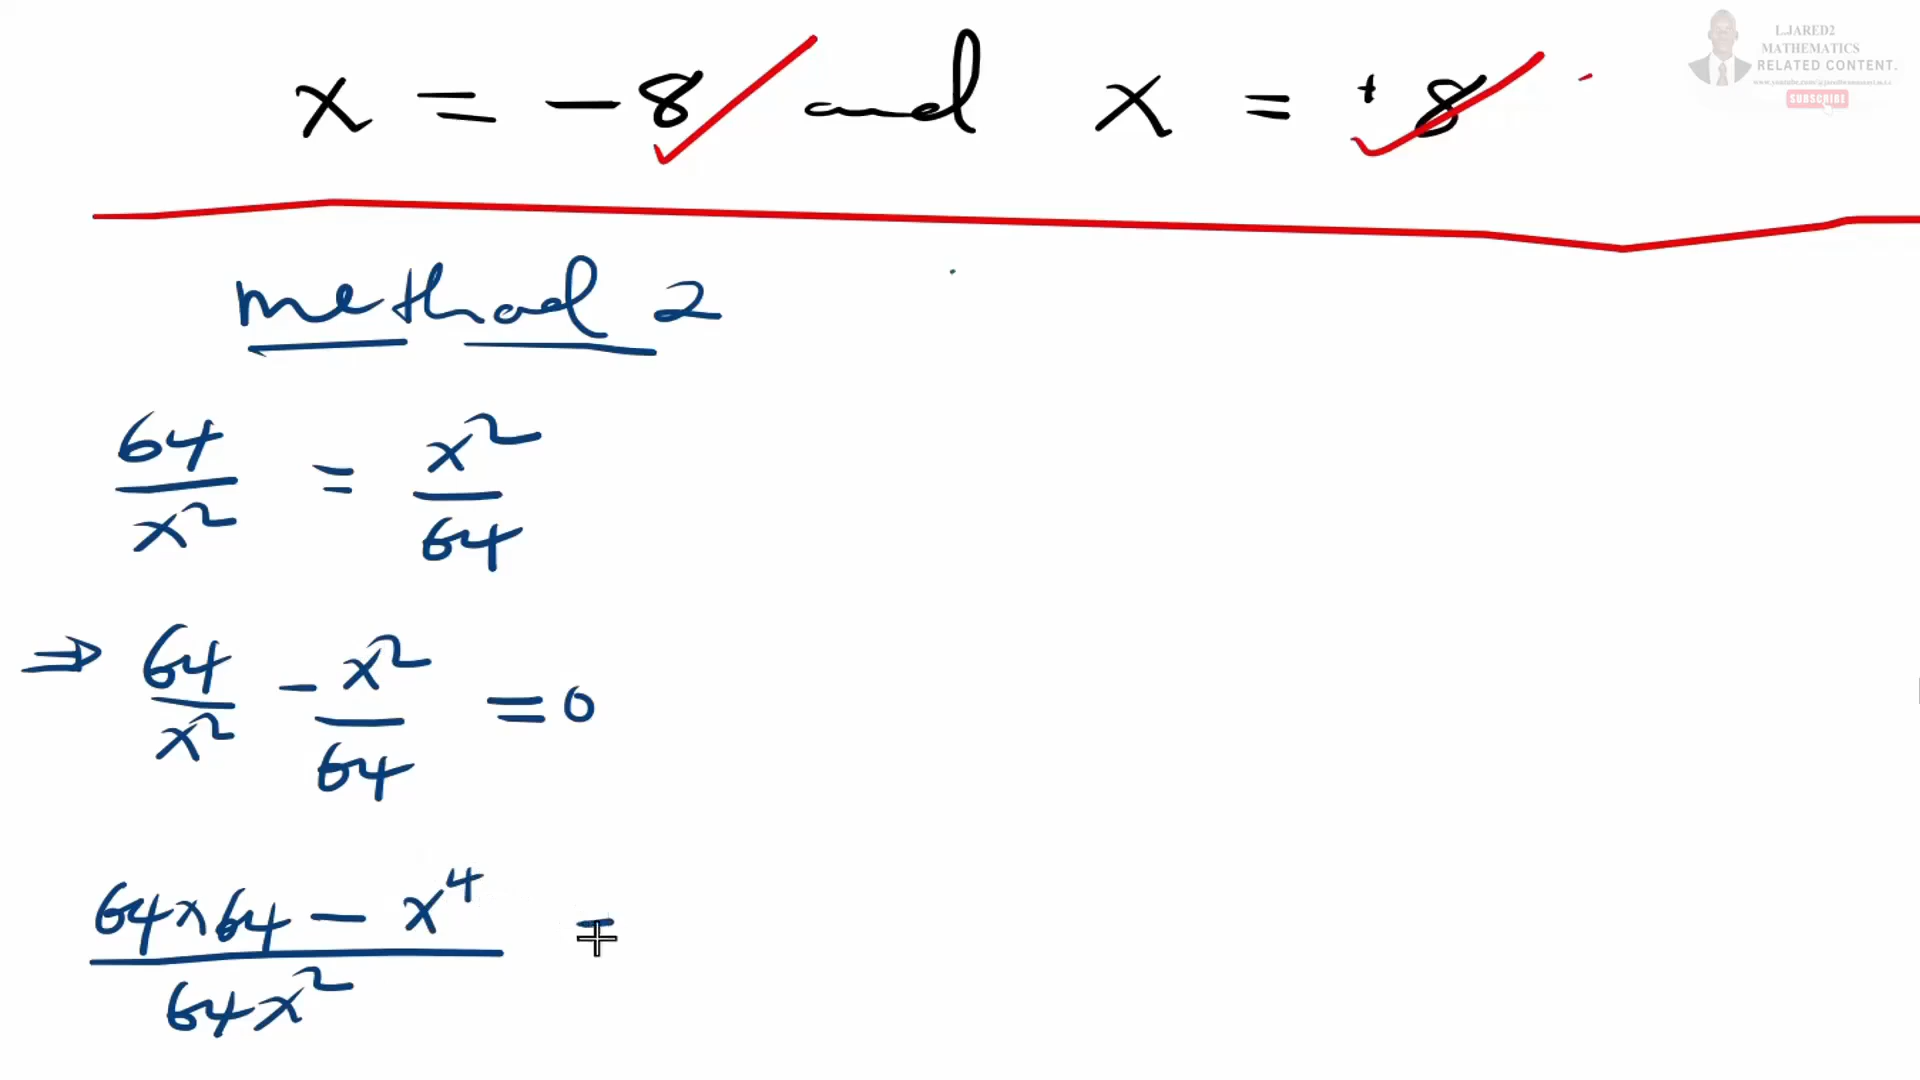 L.JARED2
MATHEMATICS
RELATED CONTENT.
SUBSCRIBE
x = -8 and x = +8
method 2
64/x² = x²/64
⇒ 64/x² - x²/64 = 0
(64×64 - x⁴)/64x² =